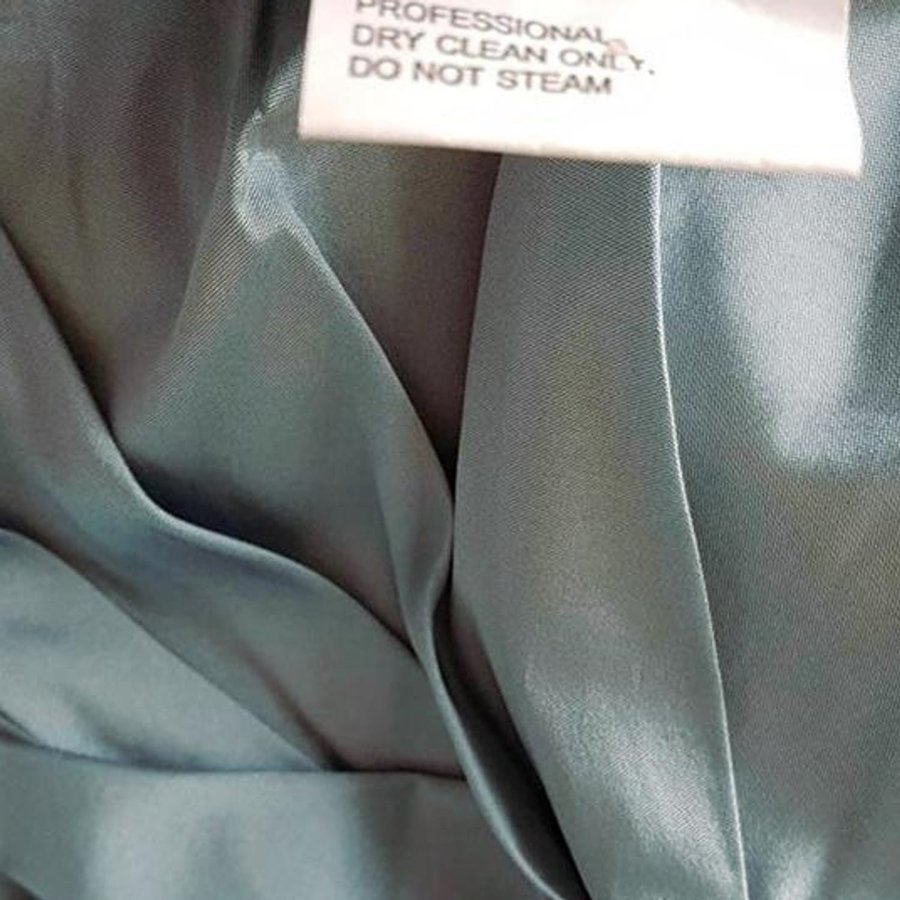 PROFESSIONAL
DRY CLEAN ONLY.
DO NOT STEAM